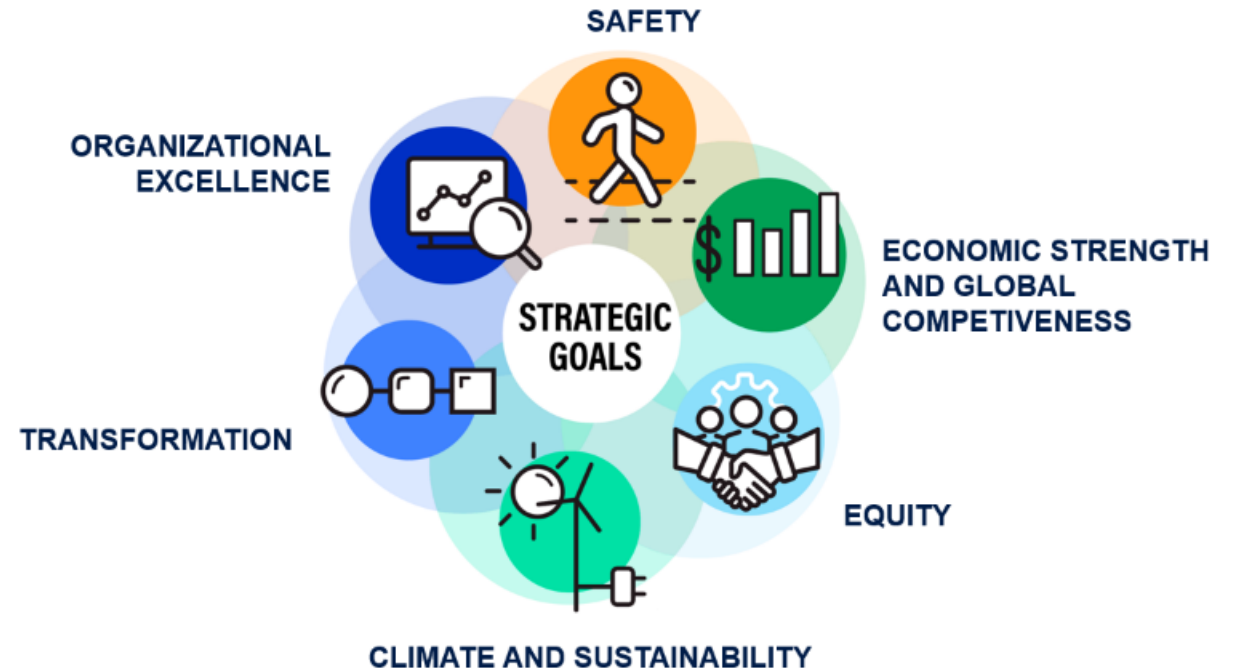 SAFETY
ORGANIZATIONAL
EXCELLENCE
$
ECONOMIC STRENGTH
AND GLOBAL
COMPETIVENESS
STRATEGIC
GOALS
TRANSFORMATION
EQUITY
CLIMATE AND SUSTAINABILITY